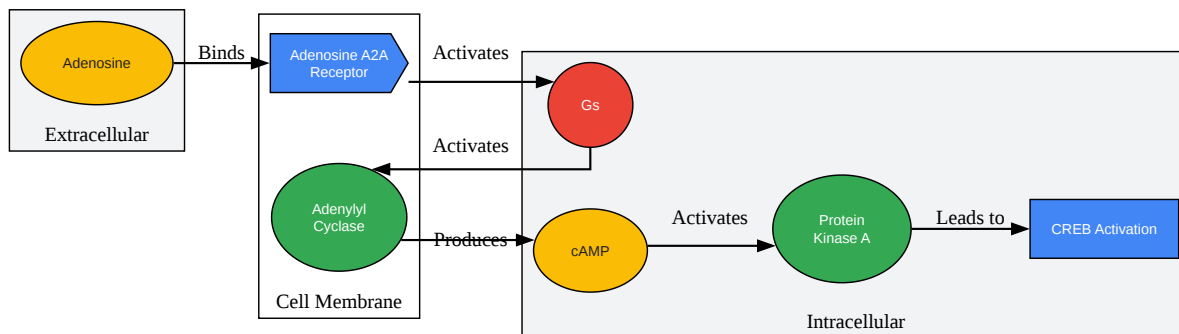 Adenosine
Binds
Extracellular
Adenosine A2A
Receptor
Activates
Gs
Activates
Adenylyl
Cyclase
Produces
Cell Membrane
cAMP
Activates
Protein
Kinase A
Leads to
CREB Activation
Intracellular